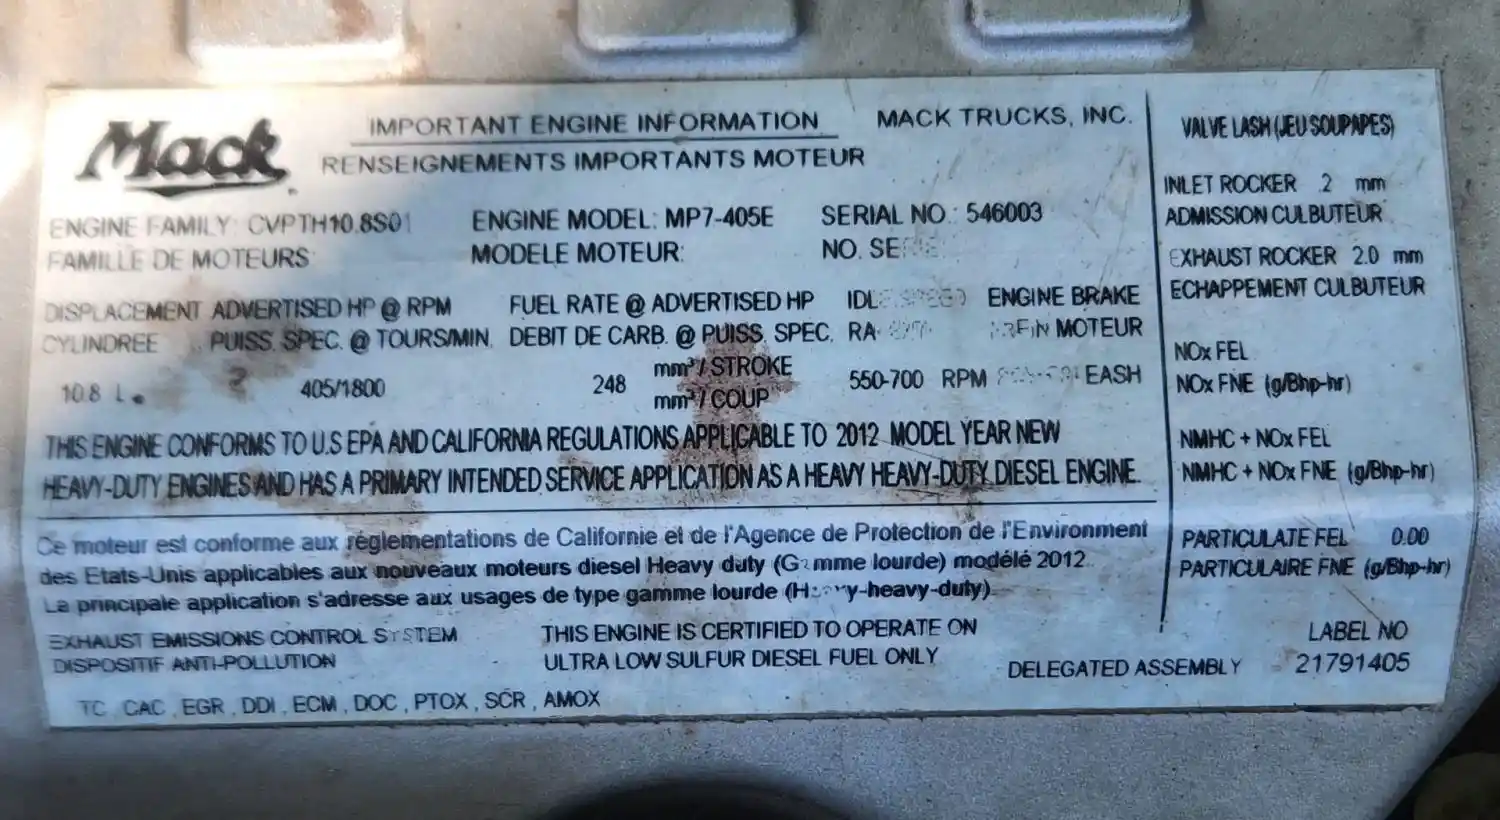 Mack
IMPORTANT ENGINE INFORMATION MACK TRUCKS, INC.
RENSEIGNEMENTS IMPORTANTS MOTEUR
ENGINE FAMILY: CVPTH10.8S01 ENGINE MODEL: MP7-405E SERIAL NO.: 546003
FAMILLE DE MOTEURS: MODELE MOTEUR: NO.
DISPLACEMENT ADVERTISED HP @ RPM FUEL RATE @ ADVERTISED HP ENGINE BRAKE
CYLINDREE PUISS. SPEC. @ TOURS/MIN. DEBIT DE CARB. @ PUISS. SPEC. MOTEUR
10.8 L 405/1800 248 mm³ / STROKE 550-700 RPM EASH
mm³ / COUP
THIS ENGINE CONFORMS TO U.S EPA AND CALIFORNIA REGULATIONS APPLICABLE TO 2012 MODEL YEAR NEW
HEAVY-DUTY ENGINES AND HAS A PRIMARY INTENDED SERVICE APPLICATION AS A HEAVY HEAVY-DUTY DIESEL ENGINE.
Ce moteur est conforme aux réglementations de Californie et de l'Agence de Protection de l'Environment
des Etats-Unis applicables aux nouveaux moteurs diesel Heavy duty (Gamme lourde) modélé 2012
La principale application s'adresse aux usages de type gamme lourde (Heavy-heavy-duty)
EXHAUST EMISSIONS CONTROL SYSTEM THIS ENGINE IS CERTIFIED TO OPERATE ON
DISPOSITIF ANTI-POLLUTION ULTRA LOW SULFUR DIESEL FUEL ONLY DELEGATED ASSEMBLY
TC , CAC , EGR , DDI , ECM , DOC , PTOX , SCR , AMOX
VALVE LASH (JEU SOUPAPES)
INLET ROCKER .2 mm
ADMISSION CULBUTEUR
EXHAUST ROCKER 2.0 mm
ECHAPPEMENT CULBUTEUR
NOx FEL
NOx FNE (g/Bhp-hr)
NMHC + NOx FEL
NMHC + NOx FNE (g/Bhp-hr)
PARTICULATE FEL 0.00
PARTICULAIRE FNE (g/Bhp-hr)
LABEL NO
21791405